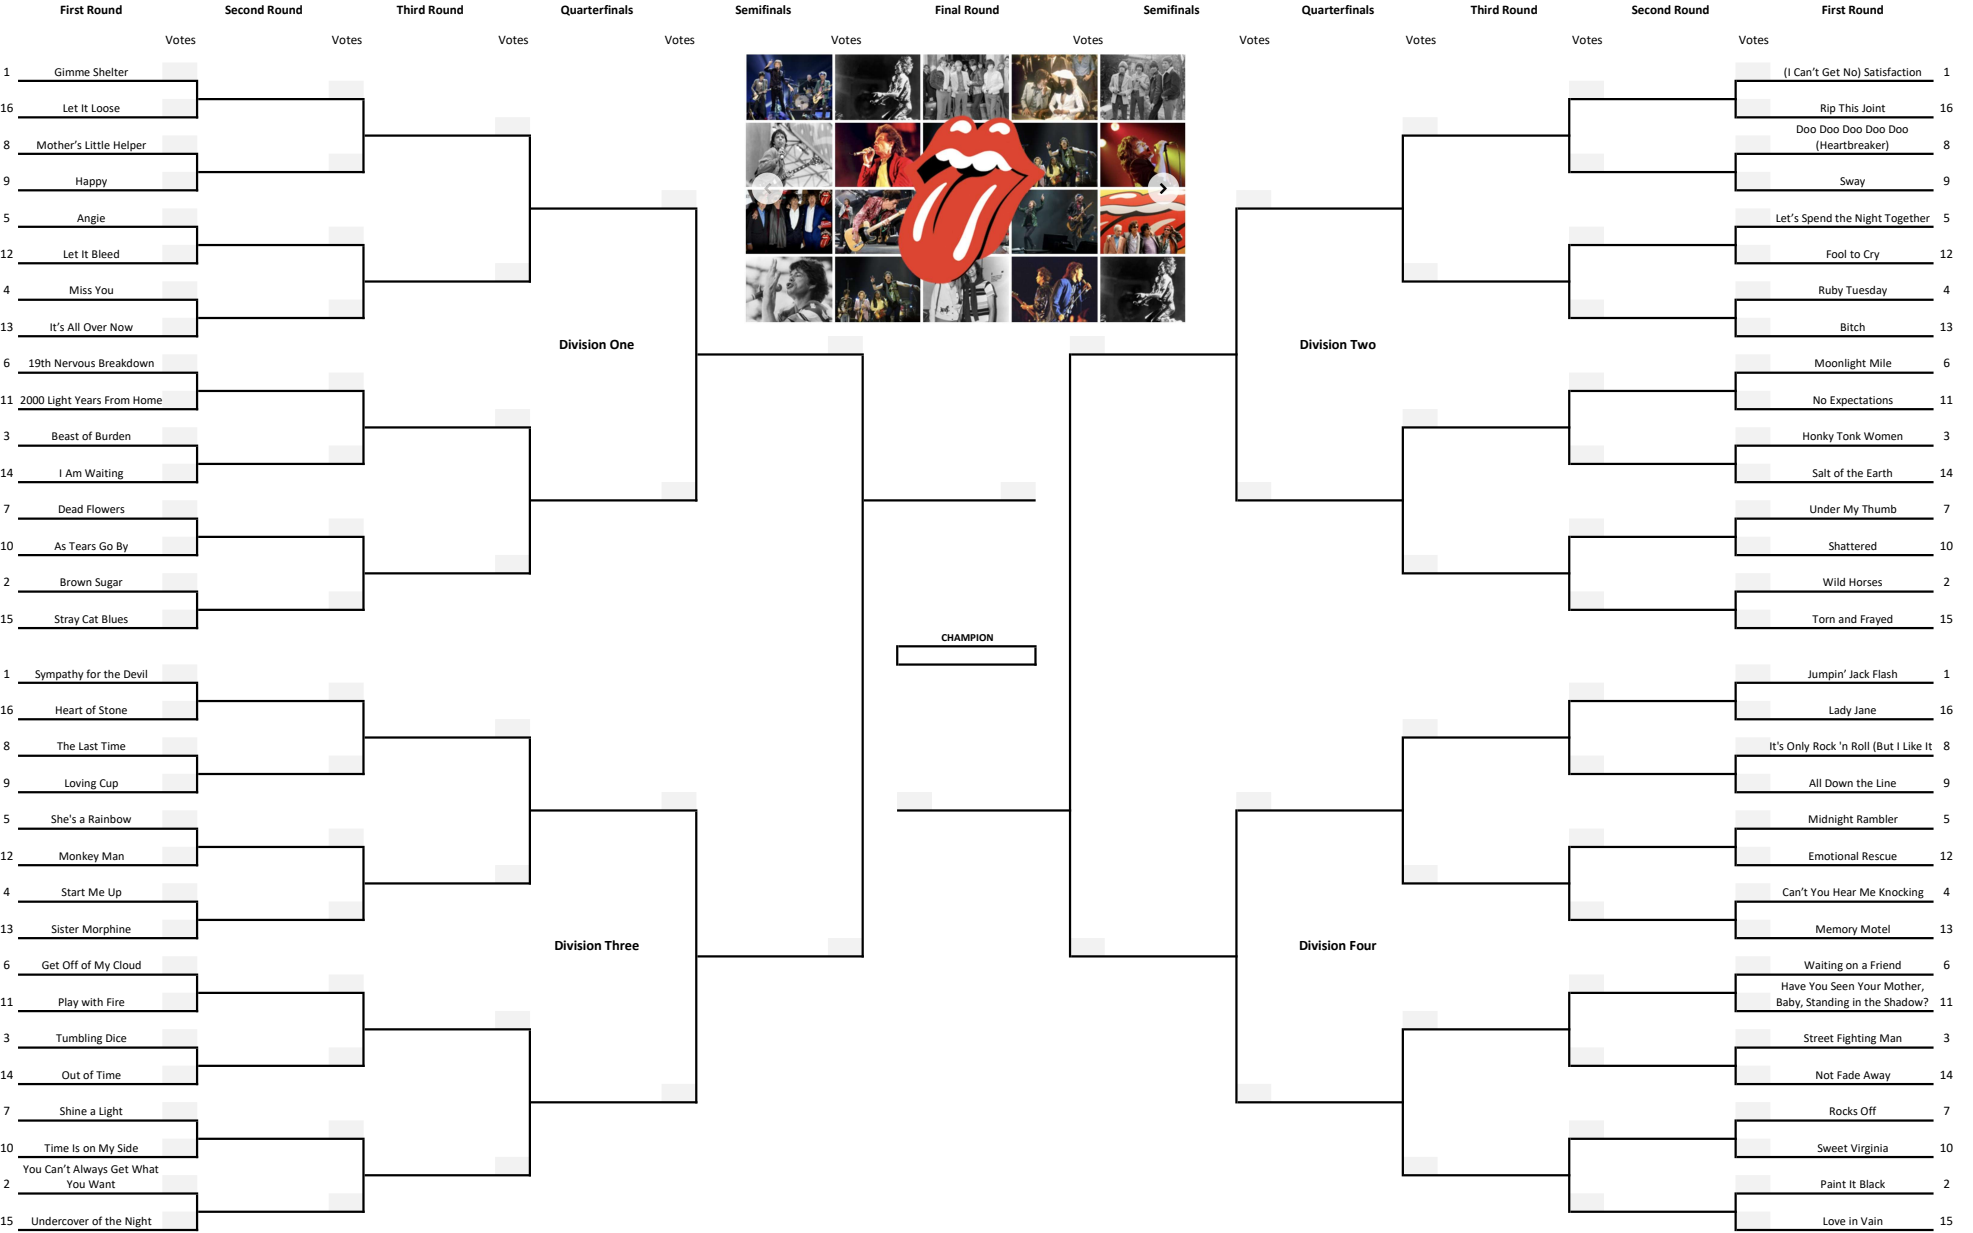 First Round Second Round Third Round Quarterfinals Semifinals Final Round Semifinals Quarterfinals Third Round Second Round First Round
Votes Votes Votes Votes Votes Votes Votes Votes Votes Votes
1 Gimme Shelter
16 Let It Loose
8 Mother's Little Helper
9 Happy
5 Angie
12 Let It Bleed
4 Miss You
13 It's All Over Now
Division One
6 19th Nervous Breakdown
11 2000 Light Years From Home
3 Beast of Burden
14 I Am Waiting
7 Dead Flowers
10 As Tears Go By
2 Brown Sugar
15 Stray Cat Blues
1 Sympathy for the Devil
16 Heart of Stone
8 The Last Time
9 Loving Cup
5 She's a Rainbow
12 Monkey Man
4 Start Me Up
13 Sister Morphine
Division Three
6 Get Off of My Cloud
11 Play with Fire
3 Tumbling Dice
14 Out of Time
7 Shine a Light
10 Time Is on My Side
You Can't Always Get What
2 You Want
15 Undercover of the Night
CHAMPION
(I Can't Get No) Satisfaction 1
Rip This Joint 16
Doo Doo Doo Doo Doo
(Heartbreaker) 8
Sway 9
Let's Spend the Night Together 5
Fool to Cry 12
Ruby Tuesday 4
Bitch 13
Division Two
Moonlight Mile 6
No Expectations 11
Honky Tonk Women 3
Salt of the Earth 14
Under My Thumb 7
Shattered 10
Wild Horses 2
Torn and Frayed 15
Jumpin' Jack Flash 1
Lady Jane 16
It's Only Rock 'n Roll (But I Like It 8
All Down the Line 9
Midnight Rambler 5
Emotional Rescue 12
Can't You Hear Me Knocking 4
Memory Motel 13
Division Four
Waiting on a Friend 6
Have You Seen Your Mother,
Baby, Standing in the Shadow? 11
Street Fighting Man 3
Not Fade Away 14
Rocks Off 7
Sweet Virginia 10
Paint It Black 2
Love in Vain 15